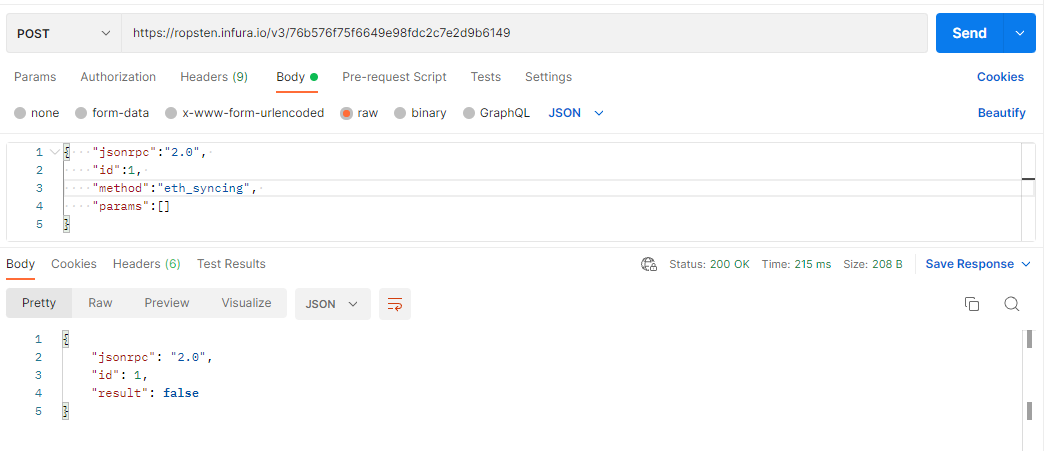 POST https://ropsten.infura.io/v3/76b576f75f6649e98fdc2c7e2d9b6149 Send
Params Authorization Headers (9) Body Pre-request Script Tests Settings Cookies
none form-data x-www-form-urlencoded raw binary GraphQL JSON Beautify
1 { "jsonrpc":"2.0",
2 "id":1,
3 "method":"eth_syncing",
4 "params":[]
5 }
Body Cookies Headers (6) Test Results Status: 200 OK Time: 215 ms Size: 208 B Save Response
Pretty Raw Preview Visualize JSON
1 {
2 "jsonrpc": "2.0",
3 "id": 1,
4 "result": false
5 }